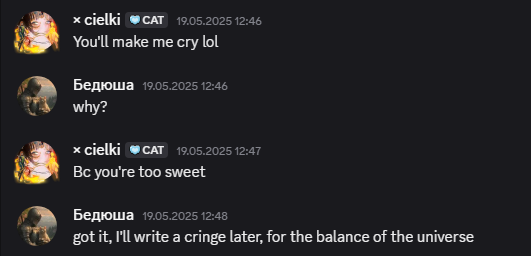 × cielki CAT 19.05.2025 12:46
You'll make me cry lol
Бедюша 19.05.2025 12:46
why?
× cielki CAT 19.05.2025 12:47
Bc you're too sweet
Бедюша 19.05.2025 12:48
got it, I'll write a cringe later, for the balance of the universe